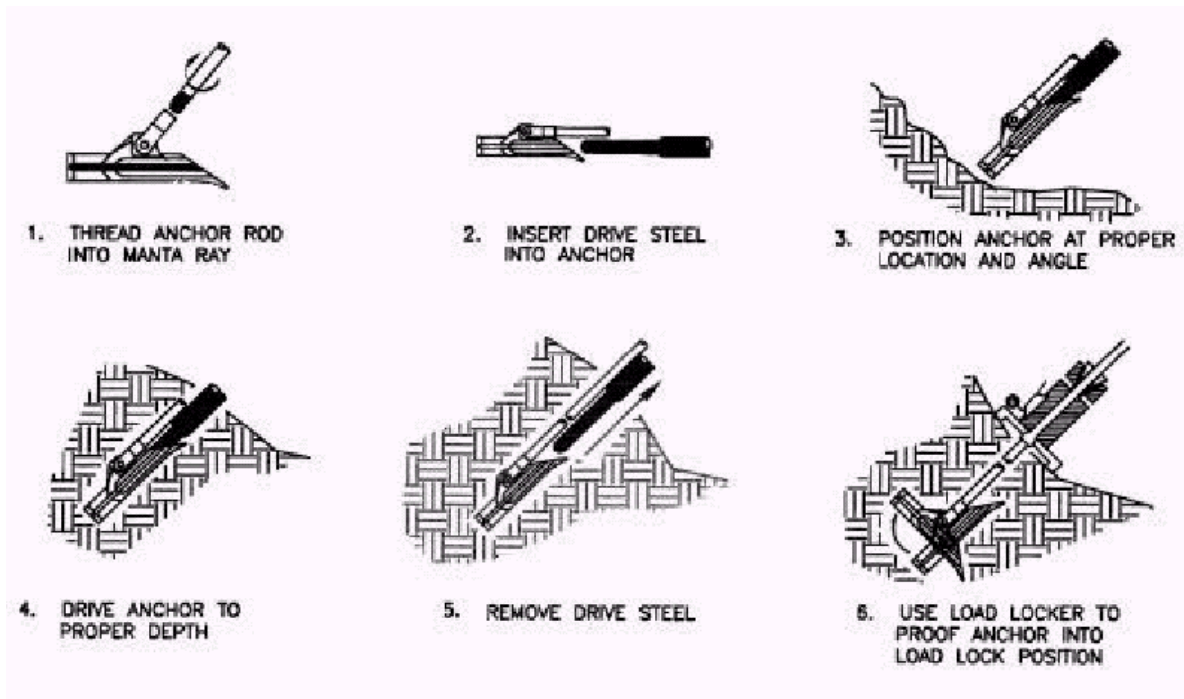 1. THREAD ANCHOR ROD
INTO MANTA RAY
2. INSERT DRIVE STEEL
INTO ANCHOR
3. POSITION ANCHOR AT PROPER
LOCATION AND ANGLE
4. DRIVE ANCHOR TO
PROPER DEPTH
5. REMOVE DRIVE STEEL
6. USE LOAD LOCKER TO
PROOF ANCHOR INTO
LOAD LOCK POSITION